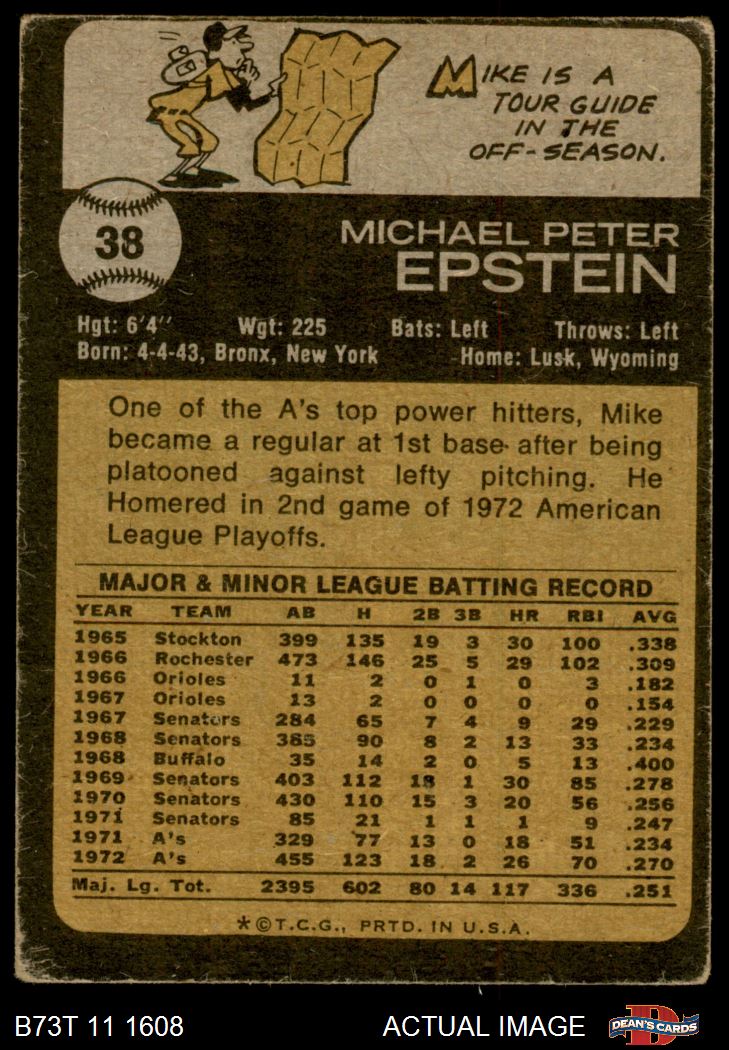 MIKE IS A
TOUR GUIDE
IN THE
OFF-SEASON.
38
MICHAEL PETER
EPSTEIN
Hgt: 6'4" Wgt: 225 Bats: Left Throws: Left
Born: 4-4-43, Bronx, New York Home: Lusk, Wyoming
One of the A's top power hitters, Mike
became a regular at 1st base after being
platooned against lefty pitching. He
Homered in 2nd game of 1972 American
League Playoffs.
MAJOR & MINOR LEAGUE BATTING RECORD
YEAR TEAM AB H 2B 3B HR RBI AVG
1965 Stockton 399 135 19 3 30 100 .338
1966 Rochester 473 146 25 5 29 102 .309
1966 Orioles 11 2 0 1 0 3 .182
1967 Orioles 13 2 0 0 0 0 .154
1967 Senators 284 65 7 4 9 29 .229
1968 Senators 385 90 8 2 13 33 .234
1968 Buffalo 35 14 2 0 5 13 .400
1969 Senators 403 112 18 1 30 85 .278
1970 Senators 430 110 15 3 20 56 .256
1971 Senators 85 21 1 1 1 9 .247
1971 A's 329 77 13 0 18 51 .234
1972 A's 455 123 18 2 26 70 .270
Maj. Lg. Tot. 2395 602 80 14 117 336 .251
*©T.C.G., PRTD. IN U.S.A.
B73T 11 1608 ACTUAL IMAGE DEAN'S CARDS